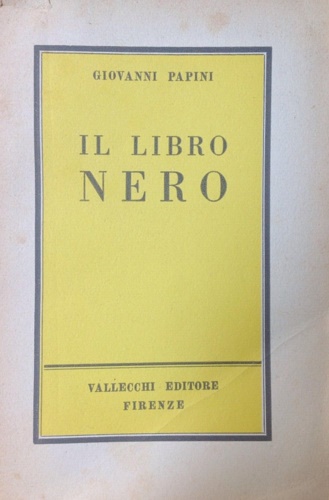 GIOVANNI PAPINI
IL LIBRO
NERO
VALLECCHI EDITORE
FIRENZE